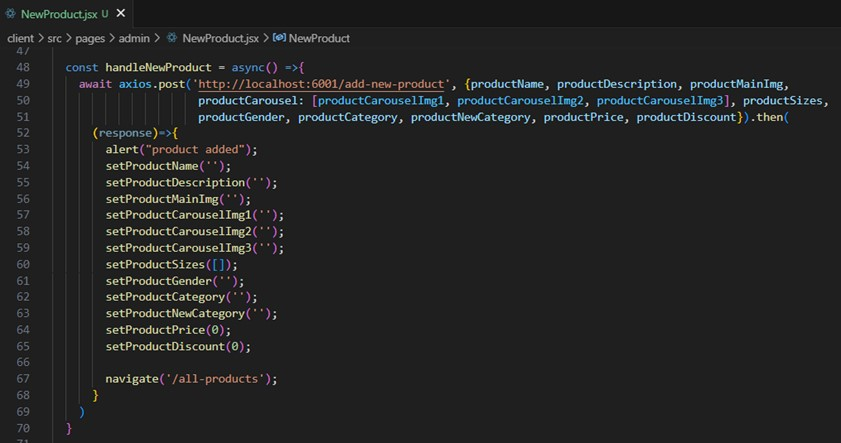 NewProduct.jsx U ×
client > src > pages > admin > NewProduct.jsx > NewProduct
47
48 const handleNewProduct = async() =>{
49 await axios.post('http://localhost:6001/add-new-product', {productName, productDescription, productMainImg,
50 productCarousel: [productCarouselImg1, productCarouselImg2, productCarouselImg3], productSizes,
51 productGender, productCategory, productNewCategory, productPrice, productDiscount}).then(
52 (response)=>{
53 alert("product added");
54 setProductName('');
55 setProductDescription('');
56 setProductMainImg('');
57 setProductCarouselImg1('');
58 setProductCarouselImg2('');
59 setProductCarouselImg3('');
60 setProductSizes([]);
61 setProductGender('');
62 setProductCategory('');
63 setProductNewCategory('');
64 setProductPrice(0);
65 setProductDiscount(0);
66
67 navigate('/all-products');
68 }
69 )
70 }
71